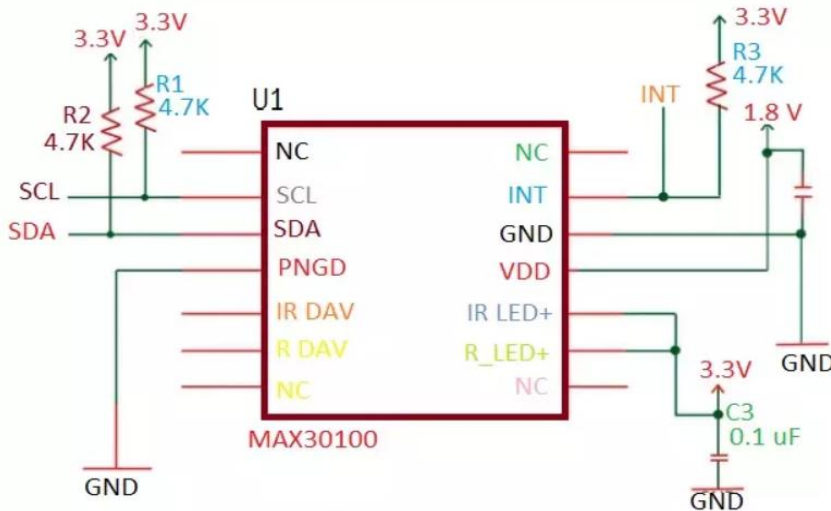 3.3V
3.3V
3.3V
R1
4.7K
R2
4.7K
R3
4.7K
U1
INT
1.8 V
NC
NC
SCL
SCL
INT
SDA
SDA
GND
PNGD
VDD
IR DAV
IR LED+
R DAV
R_LED+
NC
NC
GND
3.3V
C3
0.1 uF
MAX30100
GND
GND